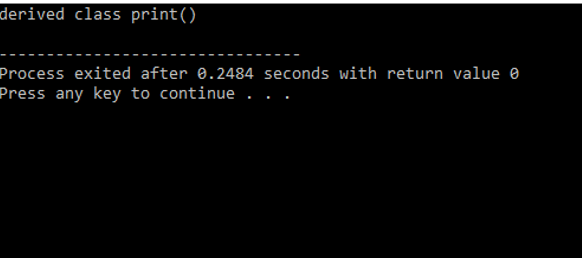 derived class print()
--------------------------------
Process exited after 0.2484 seconds with return value 0
Press any key to continue . . .